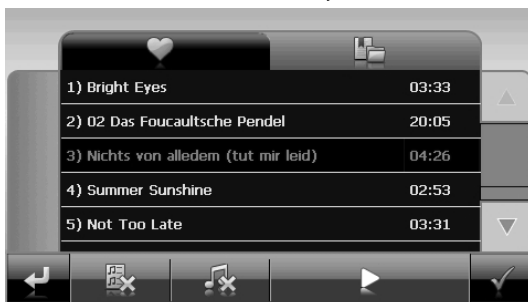 1) Bright Eyes 03:33
2) 02 Das Foucaultsche Pendel 20:05
3) Nichts von alledem (tut mir leid) 04:26
4) Summer Sunshine 02:53
5) Not Too Late 03:31